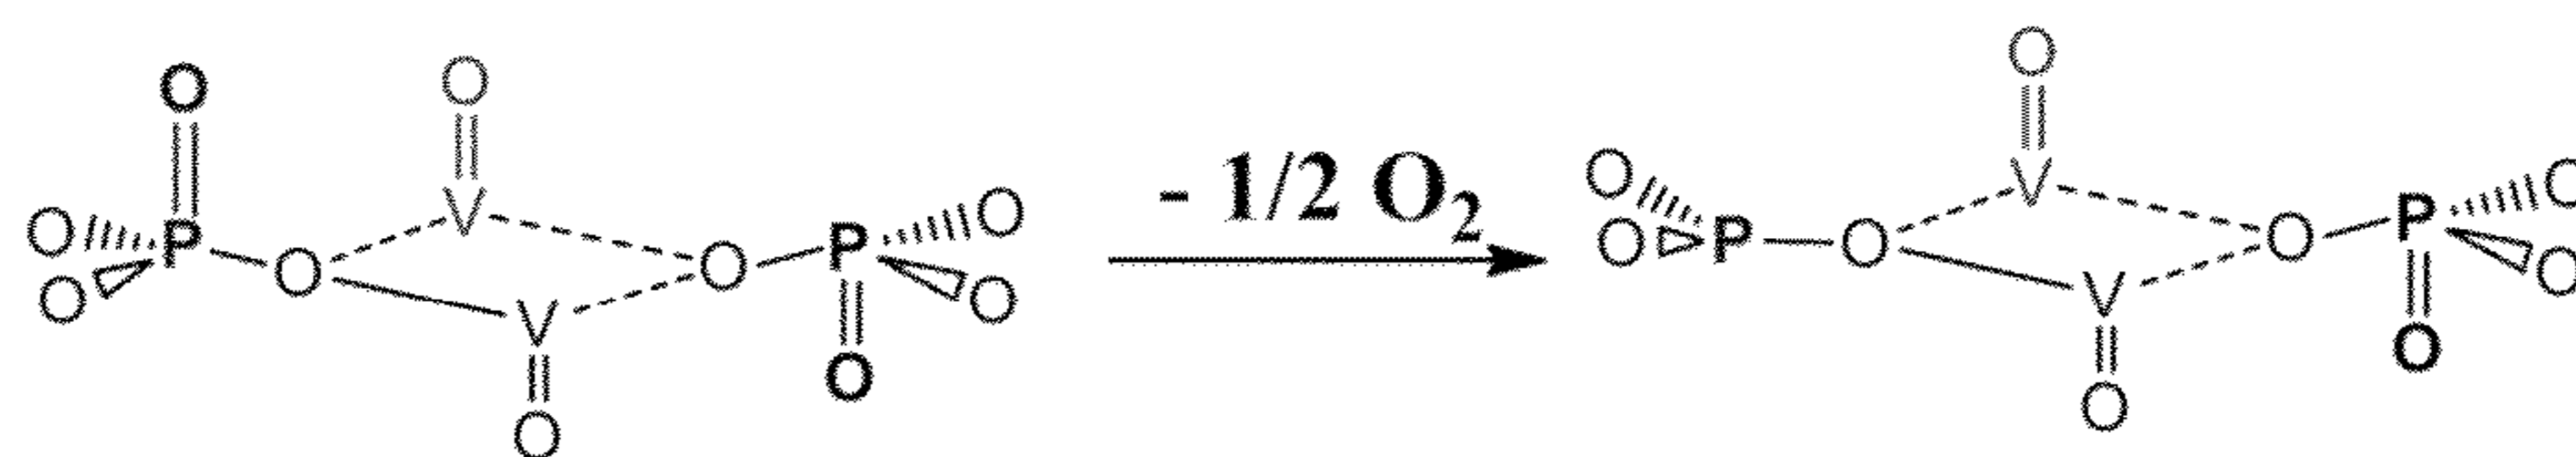 O O O O
O P V P O - 1/2 O₂ O P O V O P O
O O V O O O V O
O O O O